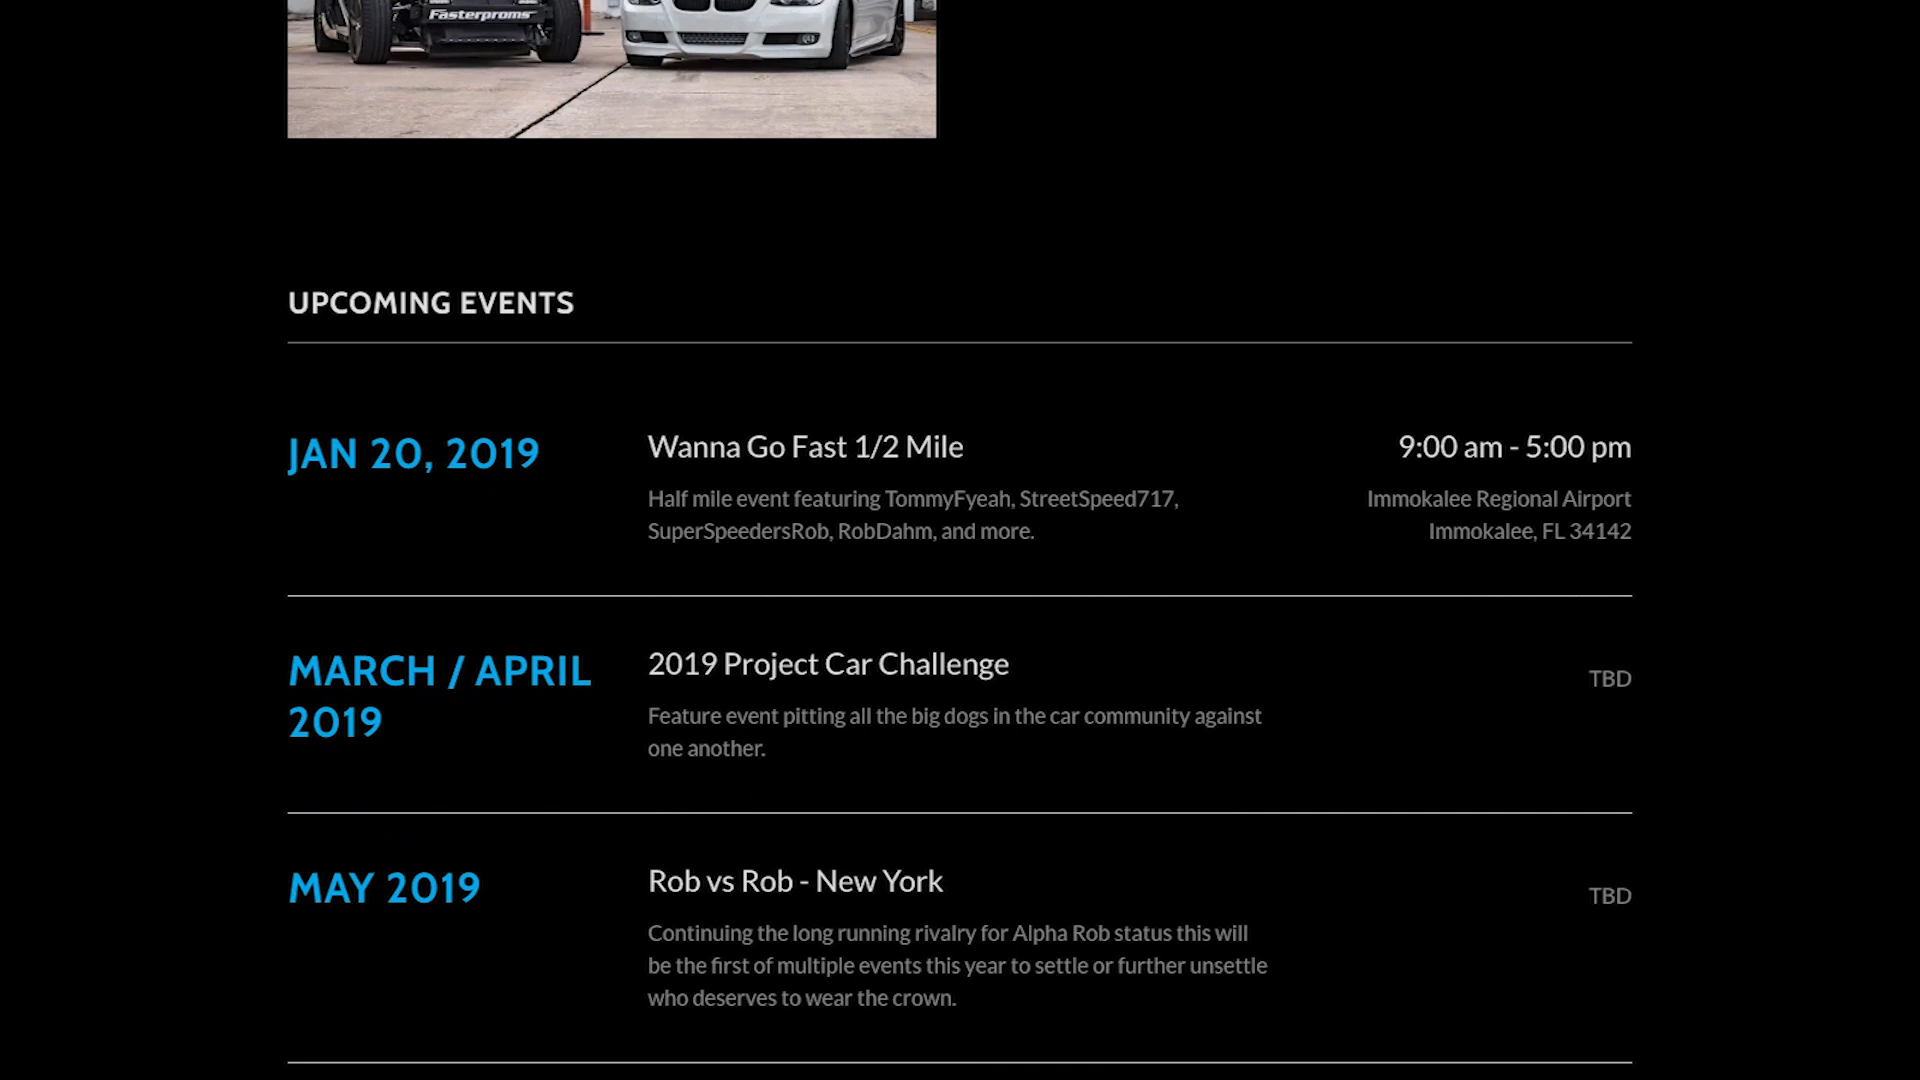 Fasterproms
UPCOMING EVENTS
JAN 20, 2019
Wanna Go Fast 1/2 Mile
9:00 am - 5:00 pm
Half mile event featuring TommyFyeah, StreetSpeed717,
SuperSpeedersRob, RobDahm, and more.
Immokalee Regional Airport
Immokalee, FL 34142
MARCH / APRIL
2019
2019 Project Car Challenge
TBD
Feature event pitting all the big dogs in the car community against
one another.
MAY 2019
Rob vs Rob - New York
TBD
Continuing the long running rivalry for Alpha Rob status this will
be the first of multiple events this year to settle or further unsettle
who deserves to wear the crown.